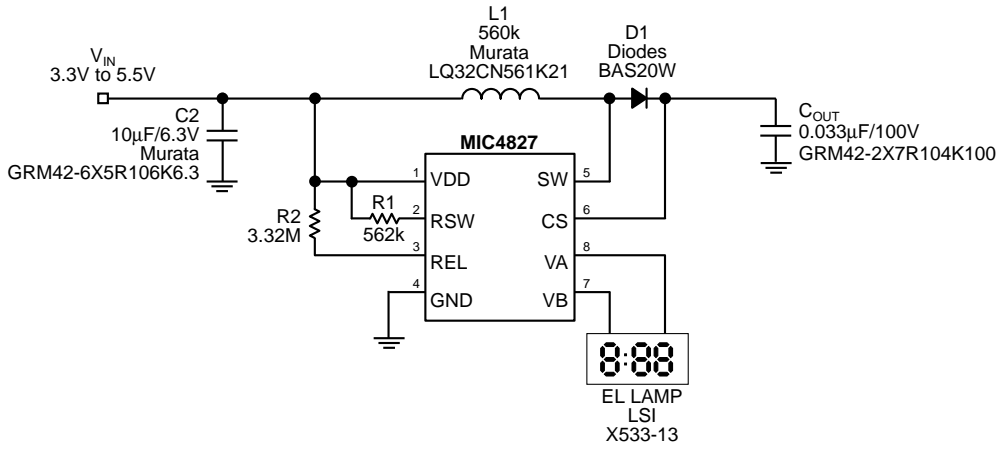 L1
560k
Murata
LQ32CN561K21
D1
Diodes
BAS20W
VIN
3.3V to 5.5V
C2
10µF/6.3V
Murata
GRM42-6X5R106K6.3
COUT
0.033µF/100V
GRM42-2X7R104K100
MIC4827
1 VDD
SW 5
R1
562k
2 RSW
CS 6
R2
3.32M
3 REL
VA 8
4 GND
VB 7
8:88
EL LAMP
LSI
X533-13